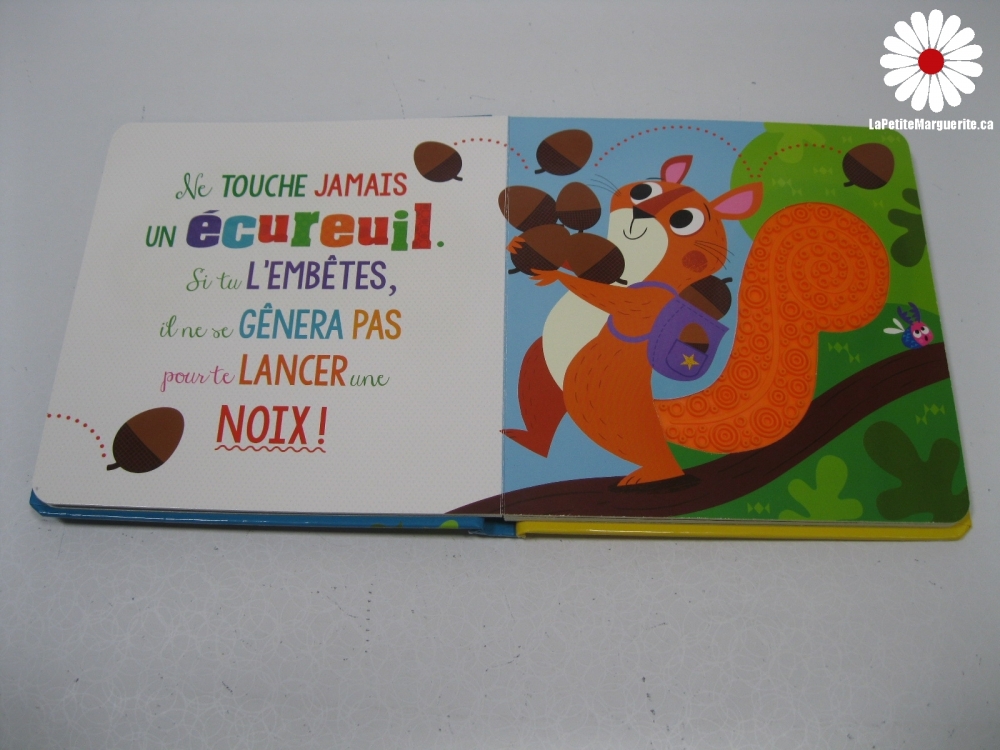 LaPetiteMarguerite.ca
Ne TOUCHE JAMAIS
UN écureuil.
Si tu L'EMBÊTES,
il ne se GÊNERA PAS
pour te LANCER une
NOIX !